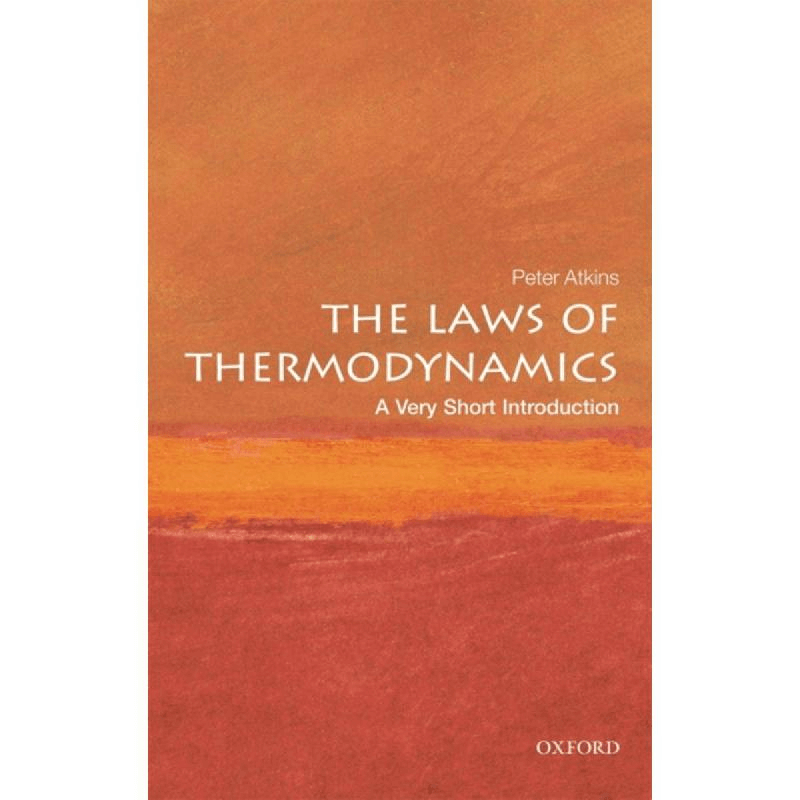 Peter Atkins
THE LAWS OF
THERMODYNAMICS
A Very Short Introduction
OXFORD